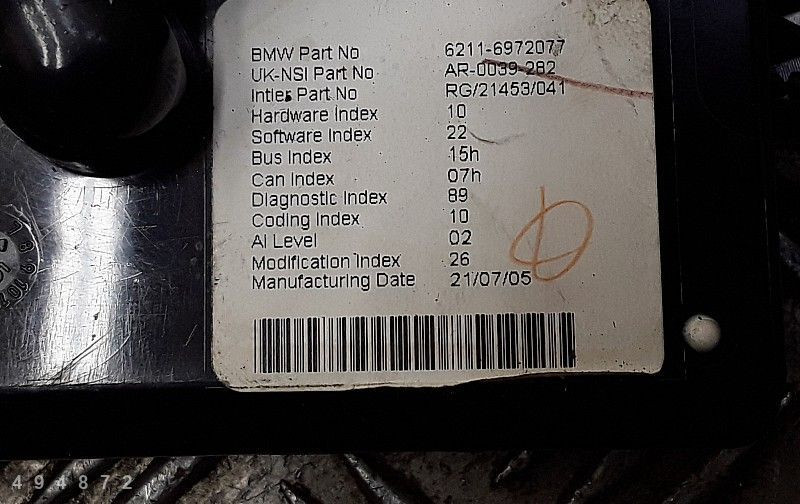 BMW Part No 6211-6972077
UK-NSI Part No AR-0039-282
Intler Part No RG/21453/041
Hardware Index 10
Software Index 22
Bus Index 15h
Can Index 07h
Diagnostic Index 89
Coding Index 10
Ai Level 02
Modification Index 26
Manufacturing Date 21/07/05
494872